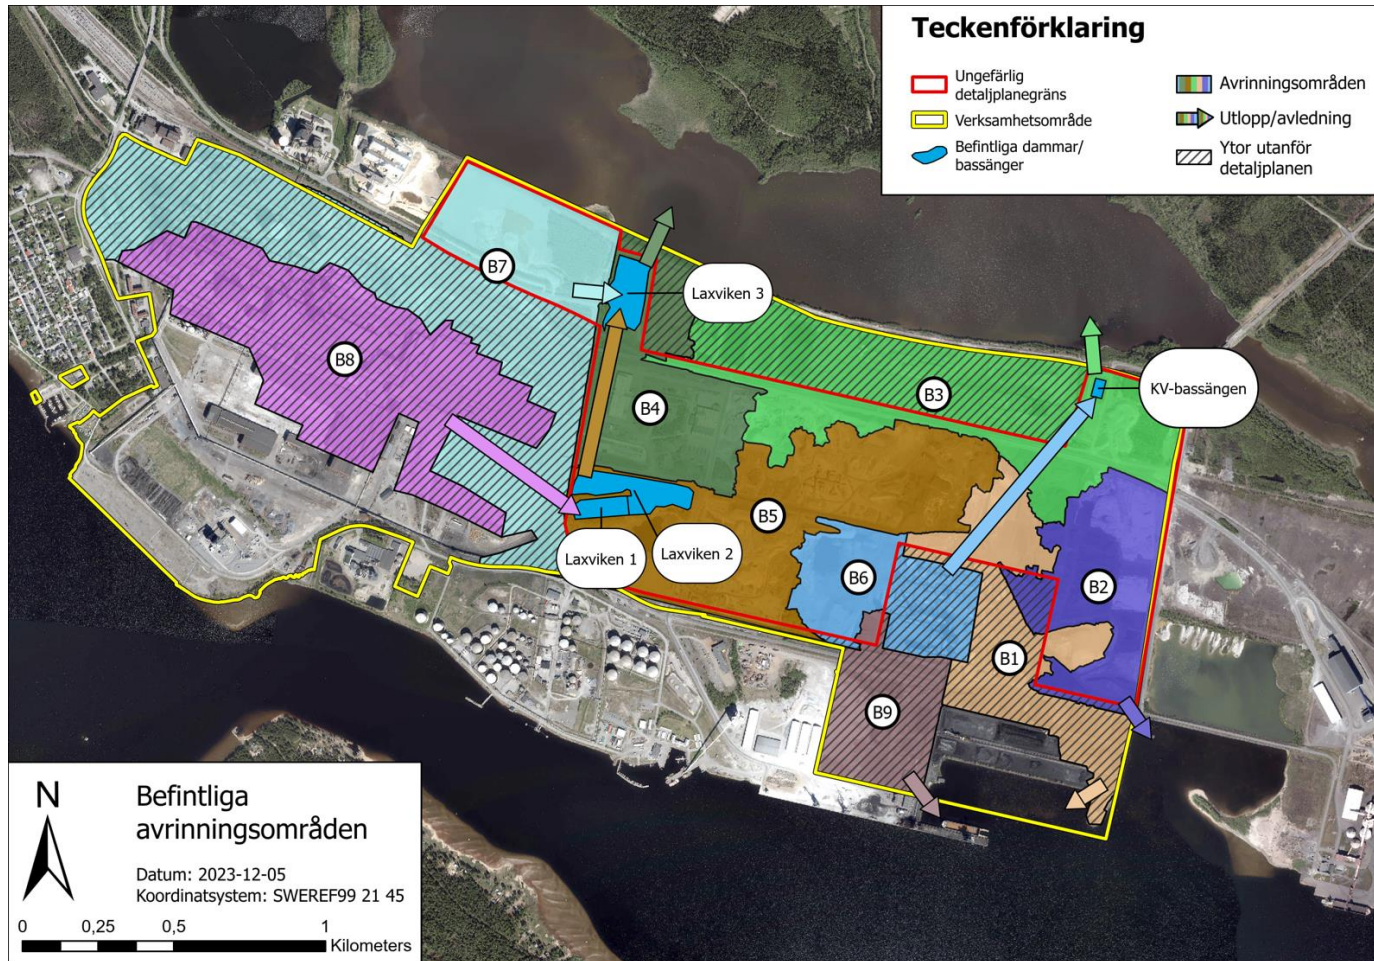 Teckenförklaring
Ungefärlig
detaljplanegräns
Verksamhetsområde
Befintliga dammar/
bassänger
Avrinningsområden
Utlopp/avledning
Ytor utanför
detaljplanen
B7
Laxviken 3
B8
B4
B3
KV-bassängen
B5
Laxviken 1
Laxviken 2
B6
B2
B1
B9
N
Befintliga
avrinningsområden
Datum: 2023-12-05
Koordinatsystem: SWEREF99 21 45
0 0,25 0,5 1
Kilometers